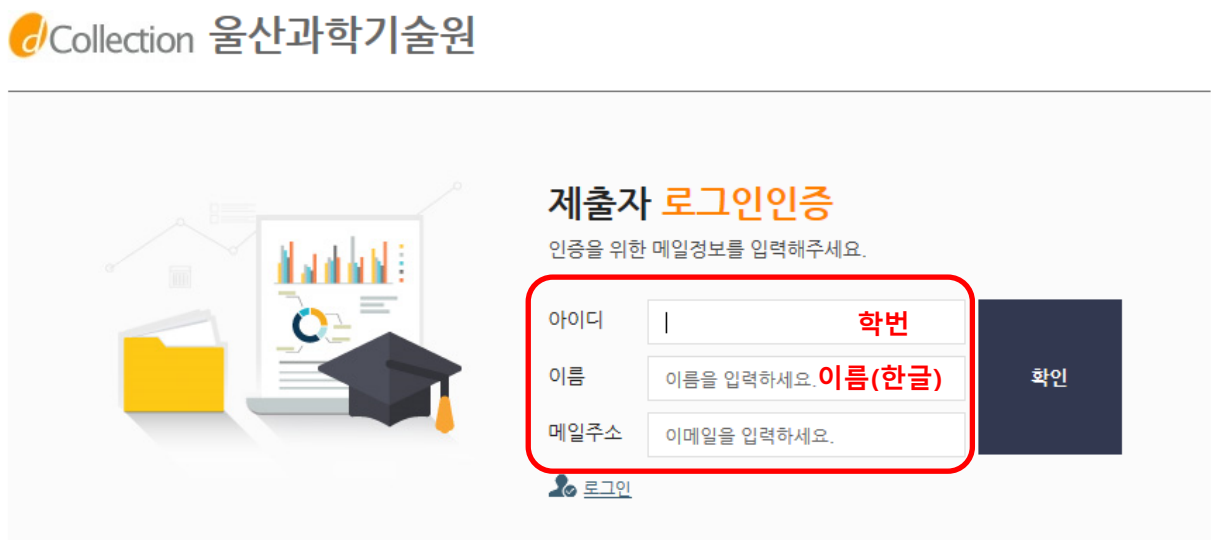 dCollection 울산과학기술원
제출자 로그인인증
인증을 위한 메일정보를 입력해주세요.
아이디 학번
이름 이름을 입력하세요. 이름(한글)
확인
메일주소 이메일을 입력하세요.
로그인